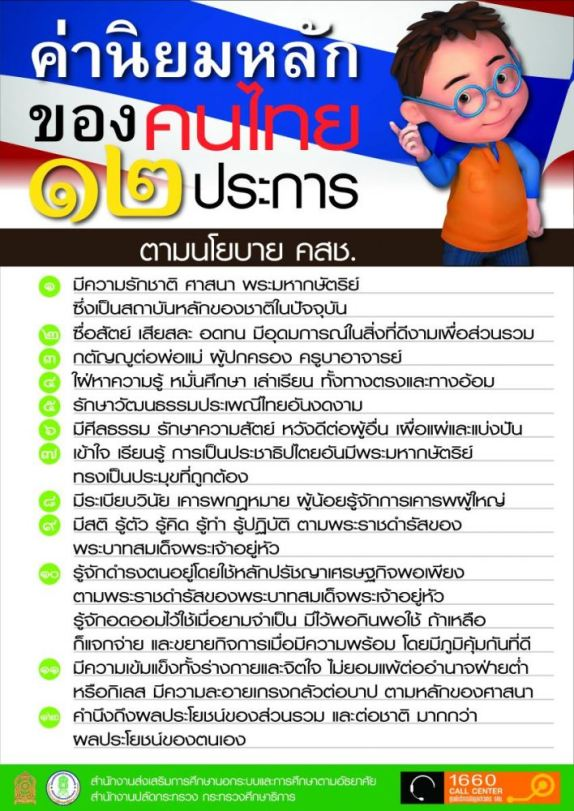 ค่านิยมหลัก
ของคนไทย
๑๒ ประการ
ตามนโยบาย คสช.
๑ มีความรักชาติ ศาสนา พระมหากษัตริย์
ซึ่งเป็นสถาบันหลักของชาติในปัจจุบัน
๒ ซื่อสัตย์ เสียสละ อดทน มีอุดมการณ์ในสิ่งที่ดีงามเพื่อส่วนรวม
๓ กตัญญูต่อพ่อแม่ ผู้ปกครอง ครูบาอาจารย์
๔ ใฝ่หาความรู้ หมั่นศึกษา เล่าเรียน ทั้งทางตรงและทางอ้อม
๕ รักษาวัฒนธรรมประเพณีไทยอันงดงาม
๖ มีศีลธรรม รักษาความสัตย์ หวังดีต่อผู้อื่น เผื่อแผ่และแบ่งปัน
๗ เข้าใจ เรียนรู้ การเป็นประชาธิปไตยอันมีพระมหากษัตริย์
ทรงเป็นประมุขที่ถูกต้อง
๘ มีระเบียบวินัย เคารพกฎหมาย ผู้น้อยรู้จักการเคารพผู้ใหญ่
๙ มีสติ รู้ตัว รู้คิด รู้ทำ รู้ปฏิบัติ ตามพระราชดำรัสของ
พระบาทสมเด็จพระเจ้าอยู่หัว
๑๐ รู้จักดำรงตนอยู่โดยใช้หลักปรัชญาเศรษฐกิจพอเพียง
ตามพระราชดำรัสของพระบาทสมเด็จพระเจ้าอยู่หัว
รู้จักอดออมไว้ใช้เมื่อยามจำเป็น มีไว้พอกินพอใช้ ถ้าเหลือ
ก็แจกจ่าย และขยายกิจการเมื่อมีความพร้อม โดยมีภูมิคุ้มกันที่ดี
๑๑ มีความเข้มแข็งทั้งร่างกายและจิตใจ ไม่ยอมแพ้ต่ออำนาจฝ่ายต่ำ
หรือกิเลส มีความละอายเกรงกลัวต่อบาป ตามหลักของศาสนา
๑๒ คำนึงถึงผลประโยชน์ของส่วนรวม และต่อชาติ มากกว่า
ผลประโยชน์ของตนเอง
สำนักงานส่งเสริมการศึกษานอกระบบและการศึกษาตามอัธยาศัย
สำนักงานปลัดกระทรวง กระทรวงศึกษาธิการ
1660
CALL CENTER